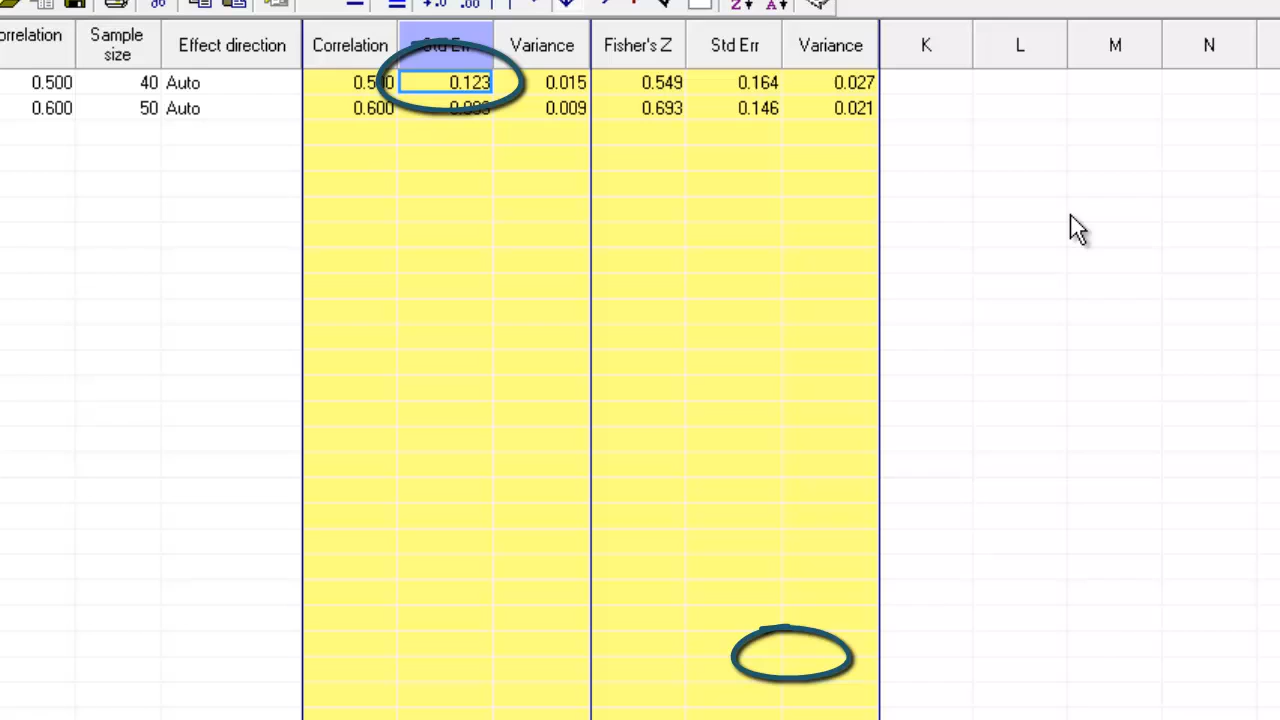 orrelation Sample size Effect direction Correlation Std Err Variance Fisher's Z Std Err Variance K L M N
0.500 40 Auto 0.500 0.123 0.015 0.549 0.164 0.027
0.600 50 Auto 0.600 0.009 0.693 0.146 0.021